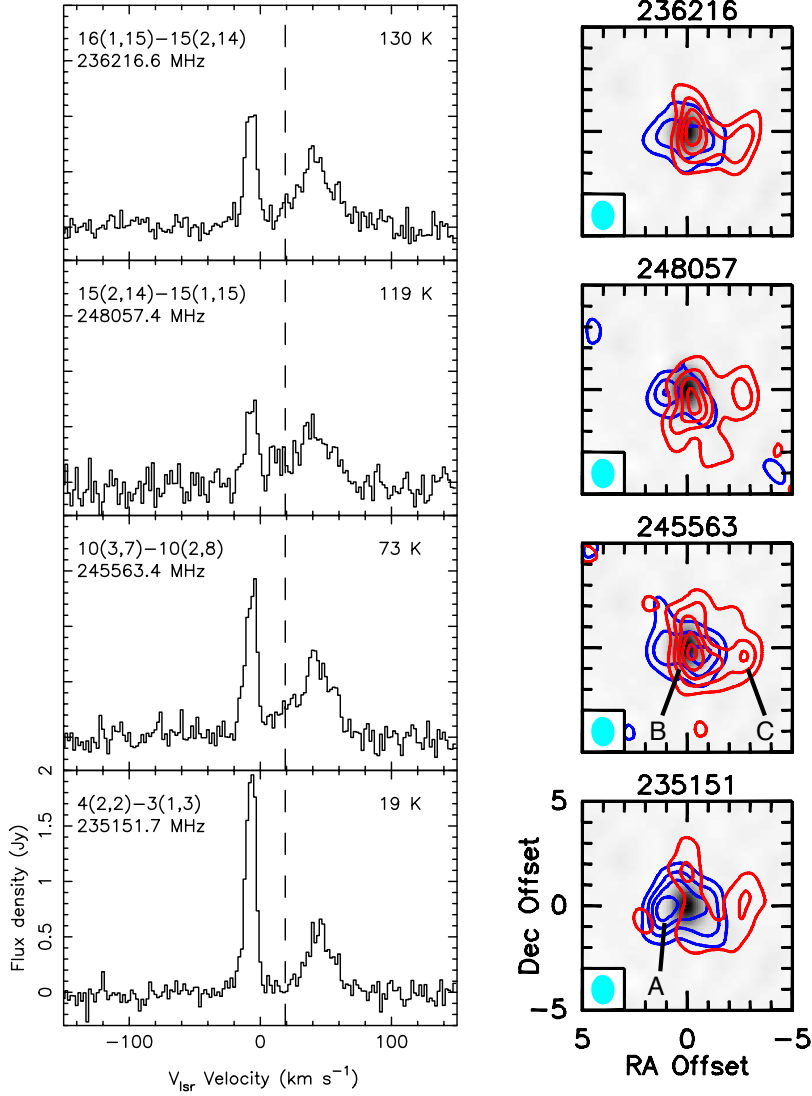 236216
16(1,15)−15(2,14) 130 K
236216.6 MHz
248057
15(2,14)−15(1,15) 119 K
248057.4 MHz
245563
10(3,7)−10(2,8) 73 K
245563.4 MHz
B C
235151
4(2,2)−3(1,3) 19 K
235151.7 MHz
2
1.5
1
0.5
0
Flux density (Jy)
−100 0 100
V_lsr Velocity (km s⁻¹)
5
0
−5
Dec Offset
A
5 0 −5
RA Offset